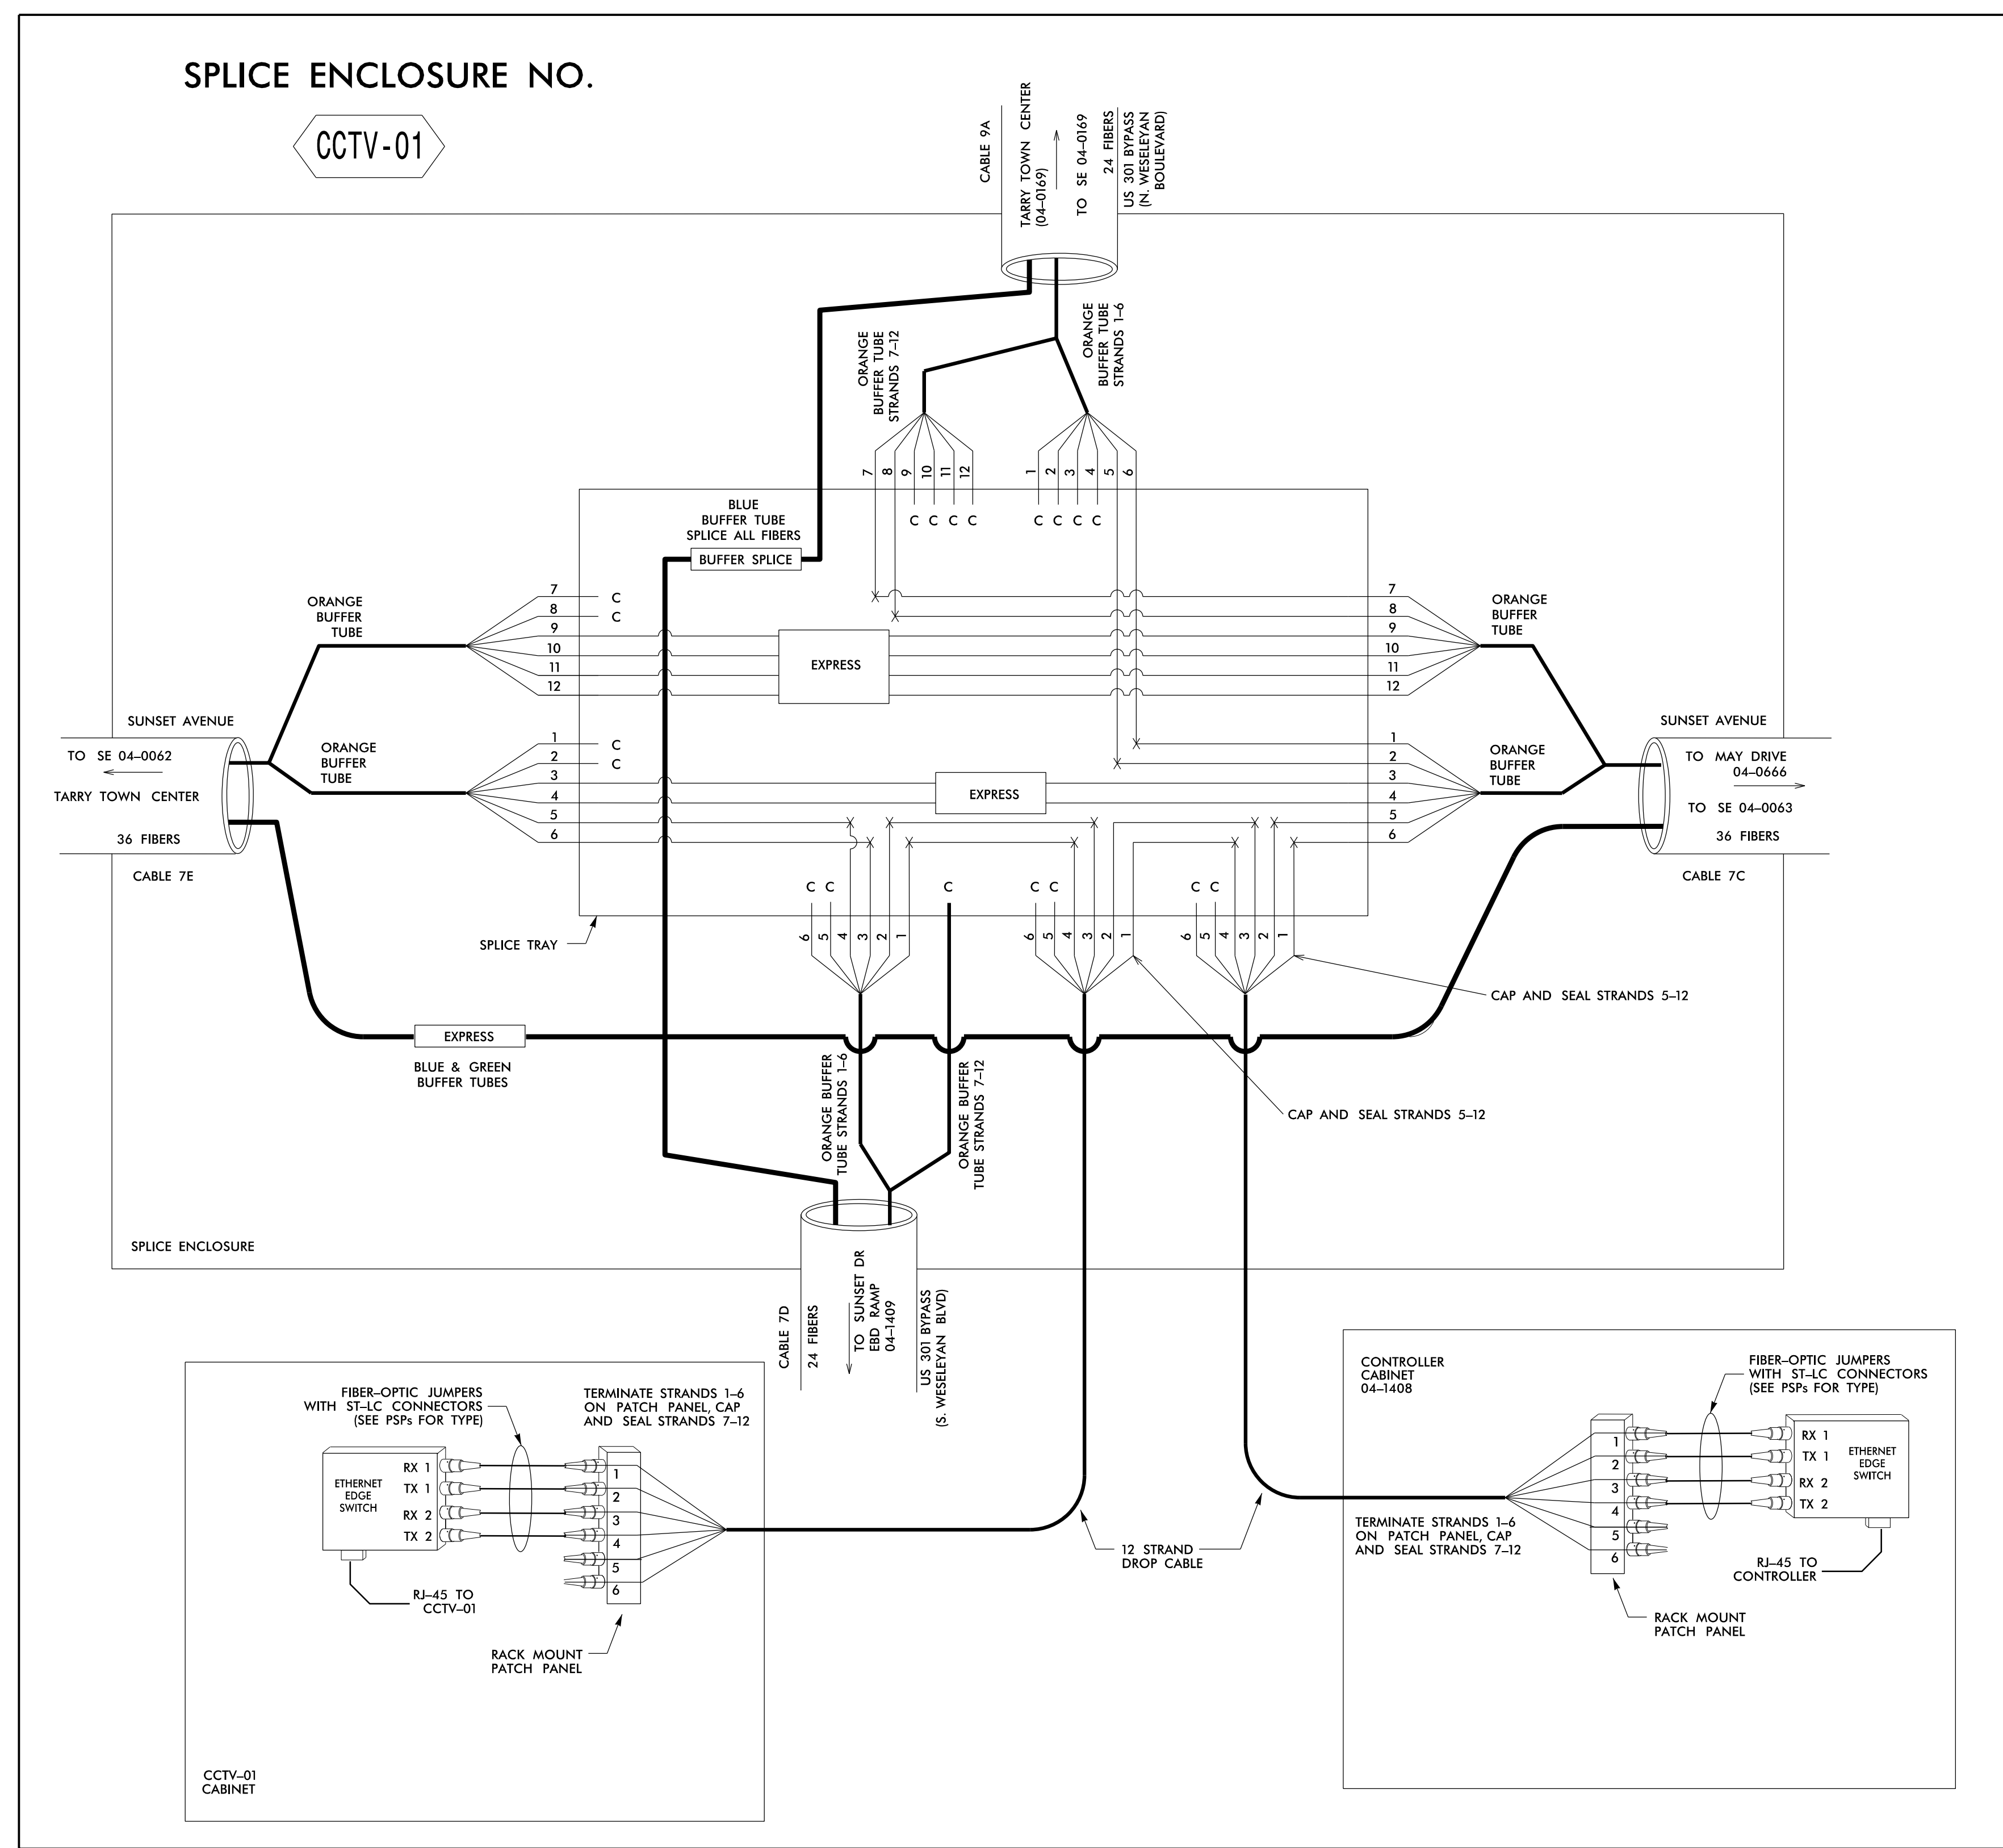 SPLICE ENCLOSURE NO.
CCTV-01
CABLE 9A
TARRY TOWN CENTER
(04-0169)
TO SE 04-0169
24 FIBERS
US 301 BYPASS
(N. WESELEYAN
BOULEVARD)
ORANGE
BUFFER TUBE
STRANDS 7-12
ORANGE
BUFFER TUBE
STRANDS 1-6
7 8 9 10 11 12
1 2 3 4 5 6
C C C C
C C C C
BLUE
BUFFER TUBE
SPLICE ALL FIBERS
BUFFER SPLICE
ORANGE
BUFFER
TUBE
7 C
8 C
9
10
11
12
EXPRESS
7
8
9
10
11
12
ORANGE
BUFFER
TUBE
SUNSET AVENUE
TO SE 04-0062
TARRY TOWN CENTER
36 FIBERS
CABLE 7E
ORANGE
BUFFER
TUBE
1 C
2 C
3
4
5
6
EXPRESS
1
2
3
4
5
6
ORANGE
BUFFER
TUBE
SUNSET AVENUE
TO MAY DRIVE
04-0666
TO SE 04-0063
36 FIBERS
CABLE 7C
C C
C
C C
C C
SPLICE TRAY
6 5 4 3 2 1
6 5 4 3 2 1
6 5 4 3 2 1
CAP AND SEAL STRANDS 5-12
EXPRESS
BLUE & GREEN
BUFFER TUBES
ORANGE BUFFER
TUBE STRANDS 1-6
ORANGE BUFFER
TUBE STRANDS 7-12
CAP AND SEAL STRANDS 5-12
SPLICE ENCLOSURE
CABLE 7D
24 FIBERS
TO SUNSET DR
EBD RAMP
04-1409
US 301 BYPASS
(S. WESELEYAN BLVD)
FIBER-OPTIC JUMPERS
WITH ST-LC CONNECTORS
(SEE PSPs FOR TYPE)
TERMINATE STRANDS 1-6
ON PATCH PANEL, CAP
AND SEAL STRANDS 7-12
ETHERNET
EDGE
SWITCH
RX 1
TX 1
RX 2
TX 2
1
2
3
4
5
6
RJ-45 TO
CCTV-01
RACK MOUNT
PATCH PANEL
CCTV-01
CABINET
12 STRAND
DROP CABLE
CONTROLLER
CABINET
04-1408
FIBER-OPTIC JUMPERS
WITH ST-LC CONNECTORS
(SEE PSPs FOR TYPE)
1
2
3
4
5
6
RX 1
TX 1
RX 2
TX 2
ETHERNET
EDGE
SWITCH
TERMINATE STRANDS 1-6
ON PATCH PANEL, CAP
AND SEAL STRANDS 7-12
RJ-45 TO
CONTROLLER
RACK MOUNT
PATCH PANEL